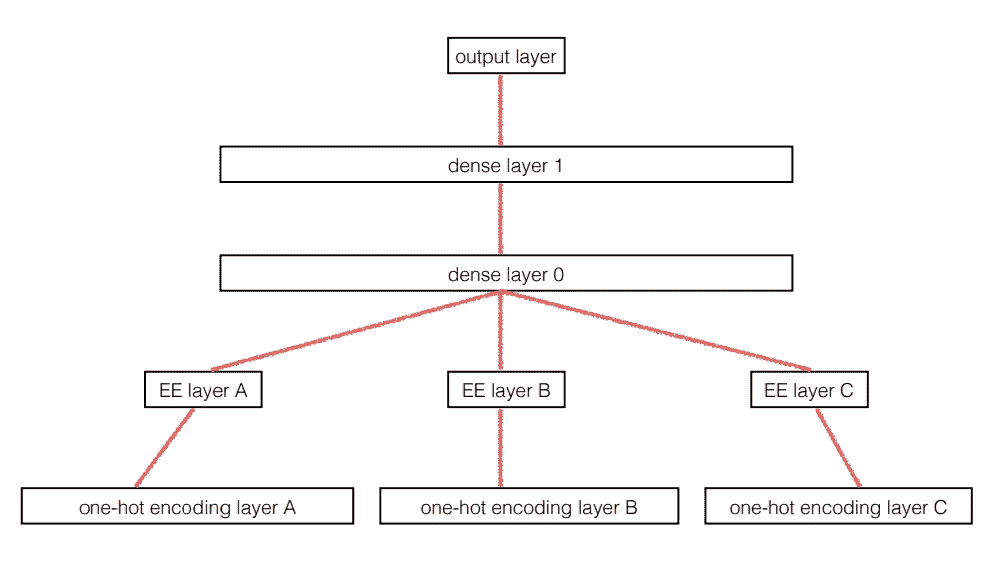 output layer
dense layer 1
dense layer 0
EE layer A
EE layer B
EE layer C
one-hot encoding layer A
one-hot encoding layer B
one-hot encoding layer C